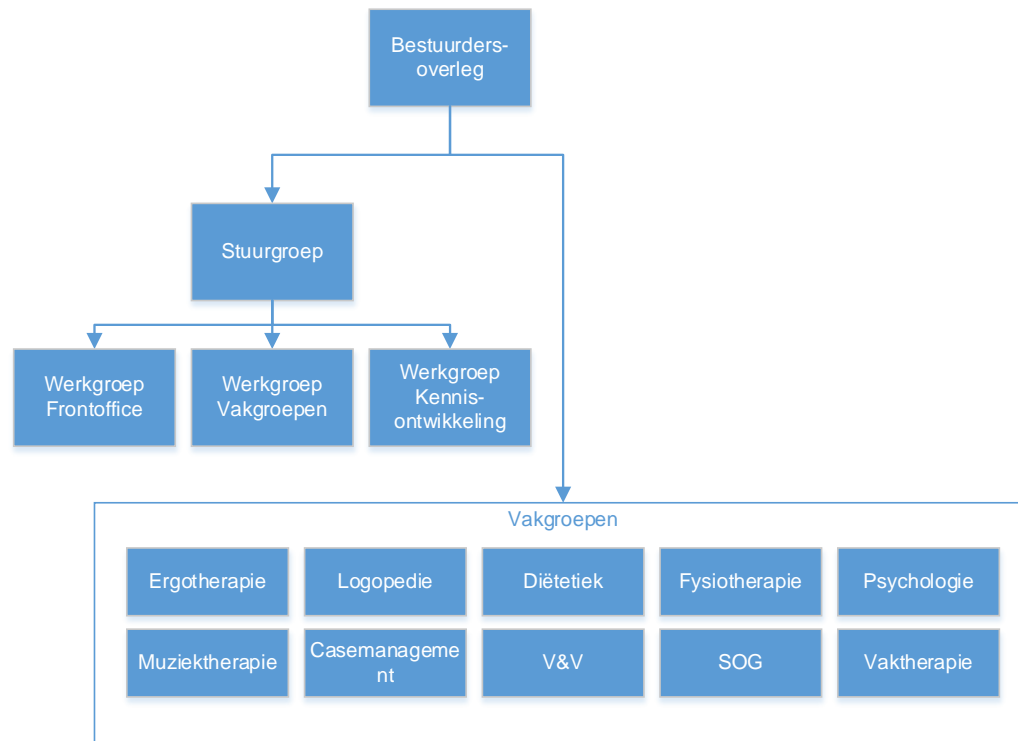 Bestuurders-
overleg
Stuurgroep
Werkgroep
Frontoffice
Werkgroep
Vakgroepen
Werkgroep
Kennis-
ontwikkeling
Vakgroepen
Ergotherapie
Logopedie
Diëtetiek
Fysiotherapie
Psychologie
Muziektherapie
Casemanageme
nt
V&V
SOG
Vaktherapie